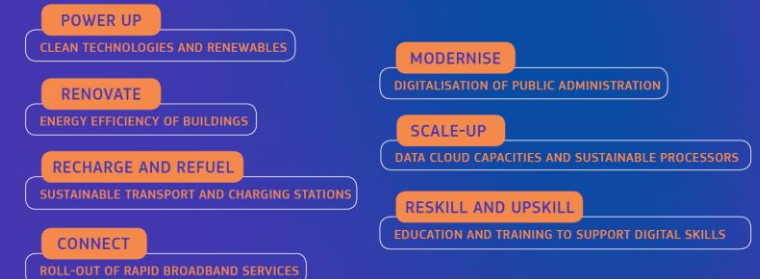 POWER UP
CLEAN TECHNOLOGIES AND RENEWABLES
RENOVATE
ENERGY EFFICIENCY OF BUILDINGS
RECHARGE AND REFUEL
SUSTAINABLE TRANSPORT AND CHARGING STATIONS
CONNECT
ROLL-OUT OF RAPID BROADBAND SERVICES
MODERNISE
DIGITALISATION OF PUBLIC ADMINISTRATION
SCALE-UP
DATA CLOUD CAPACITIES AND SUSTAINABLE PROCESSORS
RESKILL AND UPSKILL
EDUCATION AND TRAINING TO SUPPORT DIGITAL SKILLS